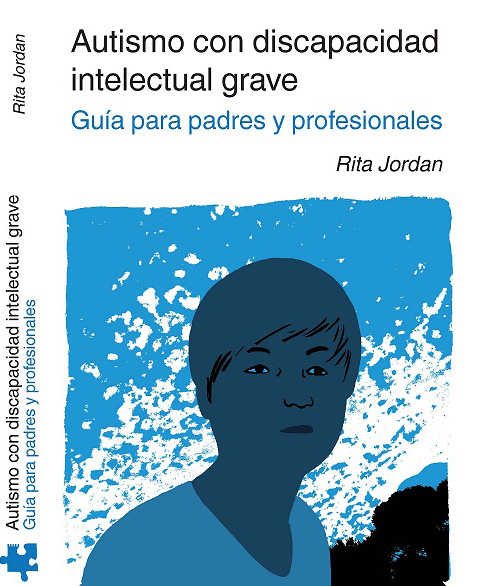 Autismo con discapacidad
intelectual grave
Guía para padres y profesionales
Rita Jordan
Rita Jordan
Autismo con discapacidad intelectual grave
Guía para padres y profesionales